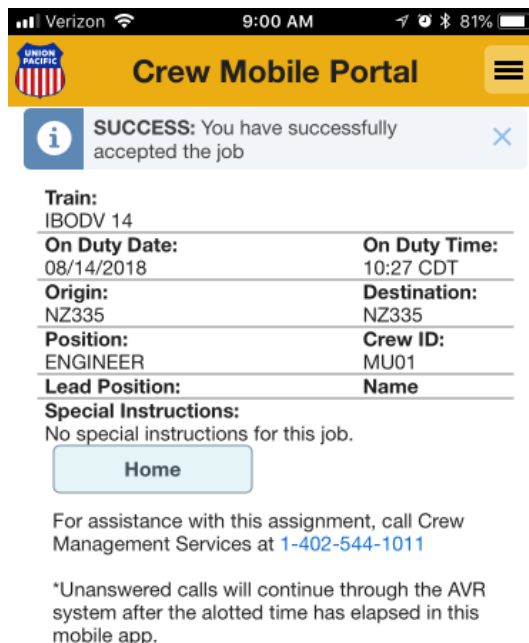 Verizon 9:00 AM 81%
UNION
PACIFIC
Crew Mobile Portal
SUCCESS: You have successfully
accepted the job
Train:
IBODV 14
On Duty Date: On Duty Time:
08/14/2018 10:27 CDT
Origin: Destination:
NZ335 NZ335
Position: Crew ID:
ENGINEER MU01
Lead Position: Name
Special Instructions:
No special instructions for this job.
Home
For assistance with this assignment, call Crew
Management Services at 1-402-544-1011
*Unanswered calls will continue through the AVR
system after the alotted time has elapsed in this
mobile app.